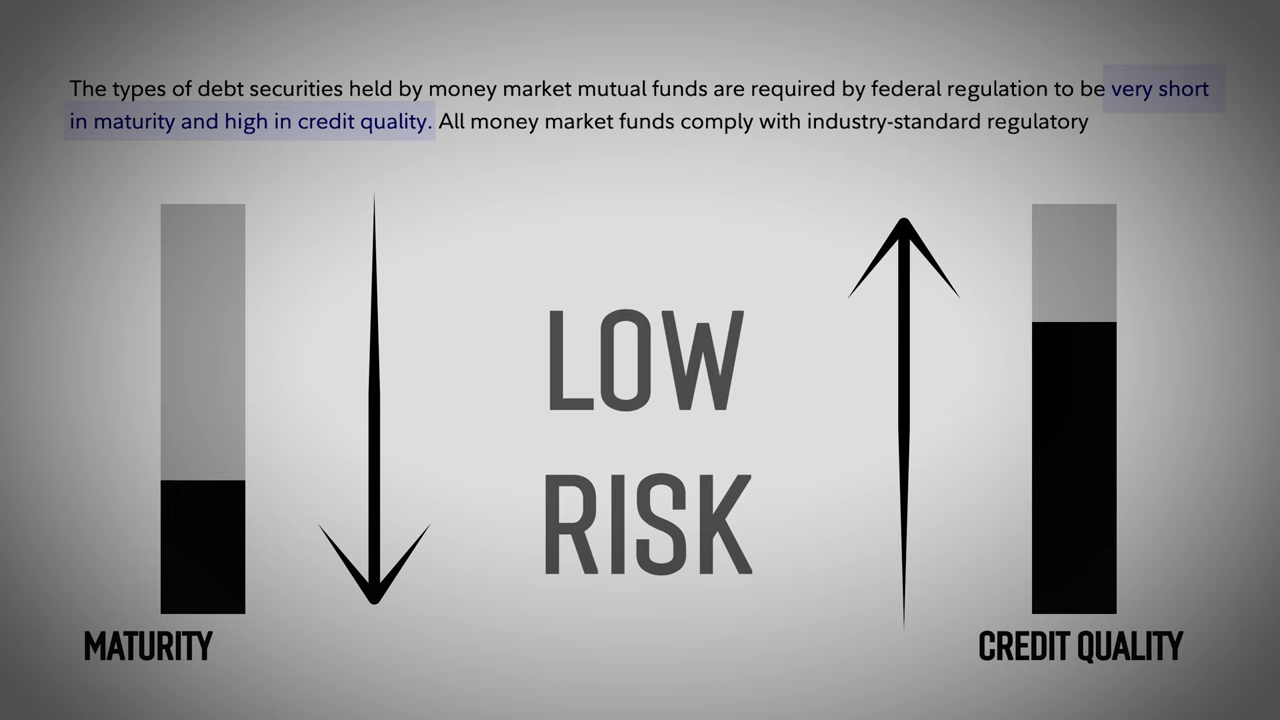 The types of debt securities held by money market mutual funds are required by federal regulation to be very short
in maturity and high in credit quality. All money market funds comply with industry-standard regulatory
LOW
RISK
MATURITY
CREDIT QUALITY